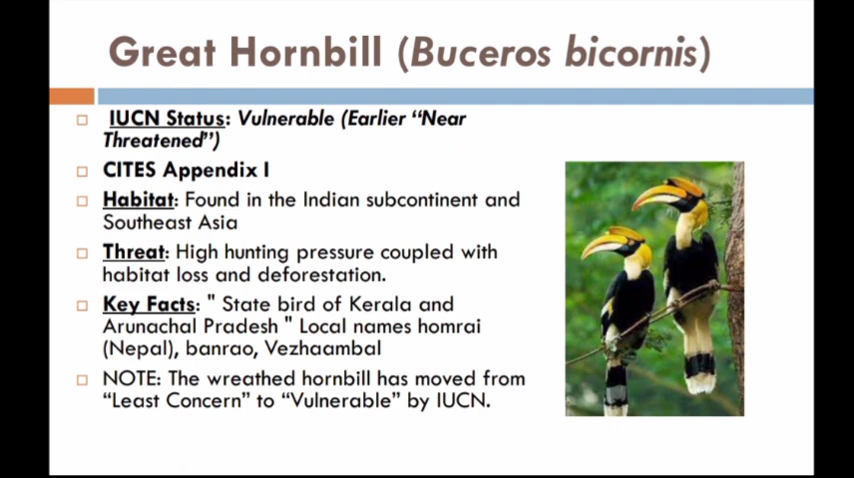 Great Hornbill (Buceros bicornis)
IUCN Status: Vulnerable (Earlier “Near
Threatened”)
CITES Appendix I
Habitat: Found in the Indian subcontinent and
Southeast Asia
Threat: High hunting pressure coupled with
habitat loss and deforestation.
Key Facts: " State bird of Kerala and
Arunachal Pradesh " Local names homrai
(Nepal), banrao, Vezhaambal
NOTE: The wreathed hornbill has moved from
“Least Concern” to “Vulnerable” by IUCN.